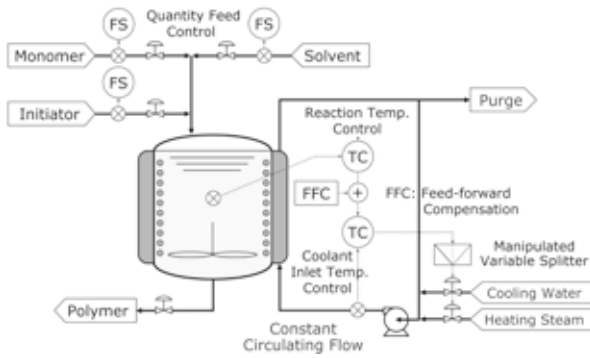 FS
Quantity Feed
Control
FS
Monomer
Solvent
FS
Initiator
Purge
Reaction Temp.
Control
TC
FFC
+
FFC: Feed-forward
Compensation
TC
Coolant
Inlet Temp.
Control
Manipulated
Variable Splitter
Cooling Water
Heating Steam
Polymer
Constant
Circulating Flow